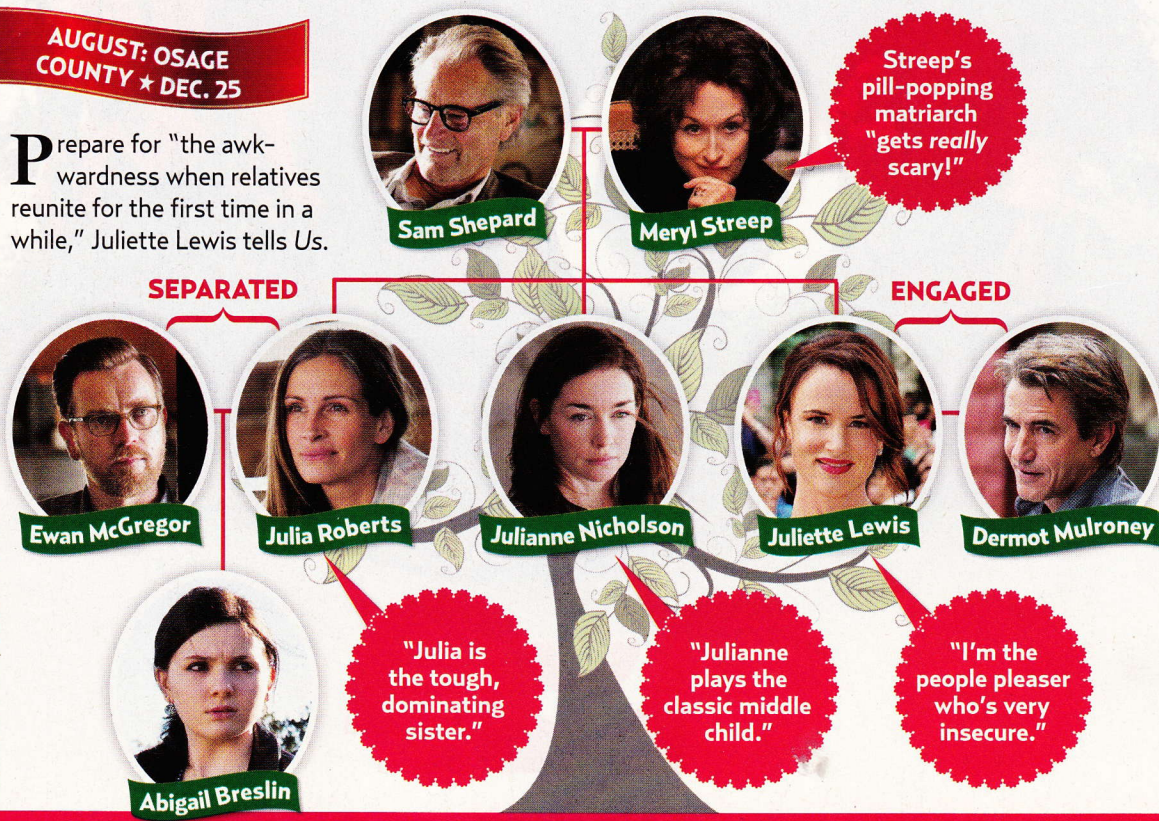 AUGUST: OSAGE
COUNTY ★ DEC. 25
Prepare for “the awk-
wardness when relatives
reunite for the first time in a
while,” Juliette Lewis tells Us.
Sam Shepard
Meryl Streep
Streep’s
pill-popping
matriarch
“gets really
scary!”
SEPARATED
ENGAGED
Ewan McGregor
Julia Roberts
Julianne Nicholson
Juliette Lewis
Dermot Mulroney
Abigail Breslin
"Julia is
the tough,
dominating
sister."
"Julianne
plays the
classic middle
child."
"I'm the
people pleaser
who's very
insecure."